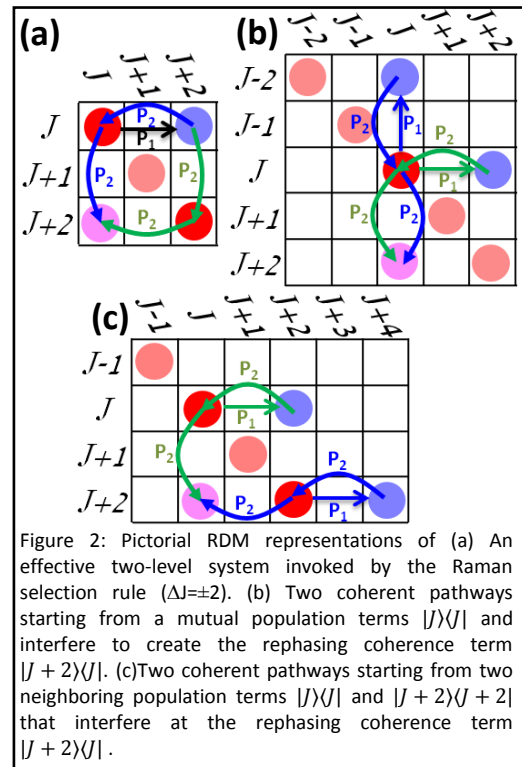 (a)
J J+1 J+2
J
P₂
P₁
J+1
P₂
P₂
J+2
P₂
(b)
J-2 J-1 J J+1 J+2
J-2
J-1
P₂ P₁ P₂
J
P₁
J+1
P₂ P₂
J+2
(c)
J-1 J J+1 J+2 J+3 J+4
J-1
P₂
J
P₁
J+1
P₂ P₂
J+2
P₂ P₁
Figure 2: Pictorial RDM representations of (a) An
effective two-level system invoked by the Raman
selection rule (ΔJ=±2). (b) Two coherent pathways
starting from a mutual population terms |J⟩⟨J| and
interfere to create the rephasing coherence term
|J + 2⟩⟨J|. (c)Two coherent pathways starting from two
neighboring population terms |J⟩⟨J| and |J + 2⟩⟨J + 2|
that interfere at the rephasing coherence term
|J + 2⟩⟨J| .